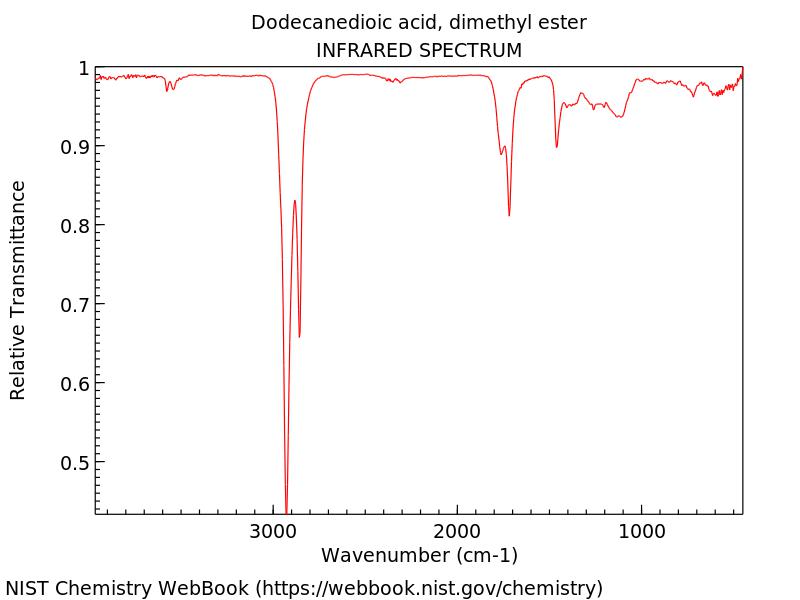 Dodecanedioic acid, dimethyl ester
INFRARED SPECTRUM
1
0.9
0.8
0.7
0.6
0.5
Relative Transmittance
3000 2000 1000
Wavenumber (cm-1)
NIST Chemistry WebBook (https://webbook.nist.gov/chemistry)